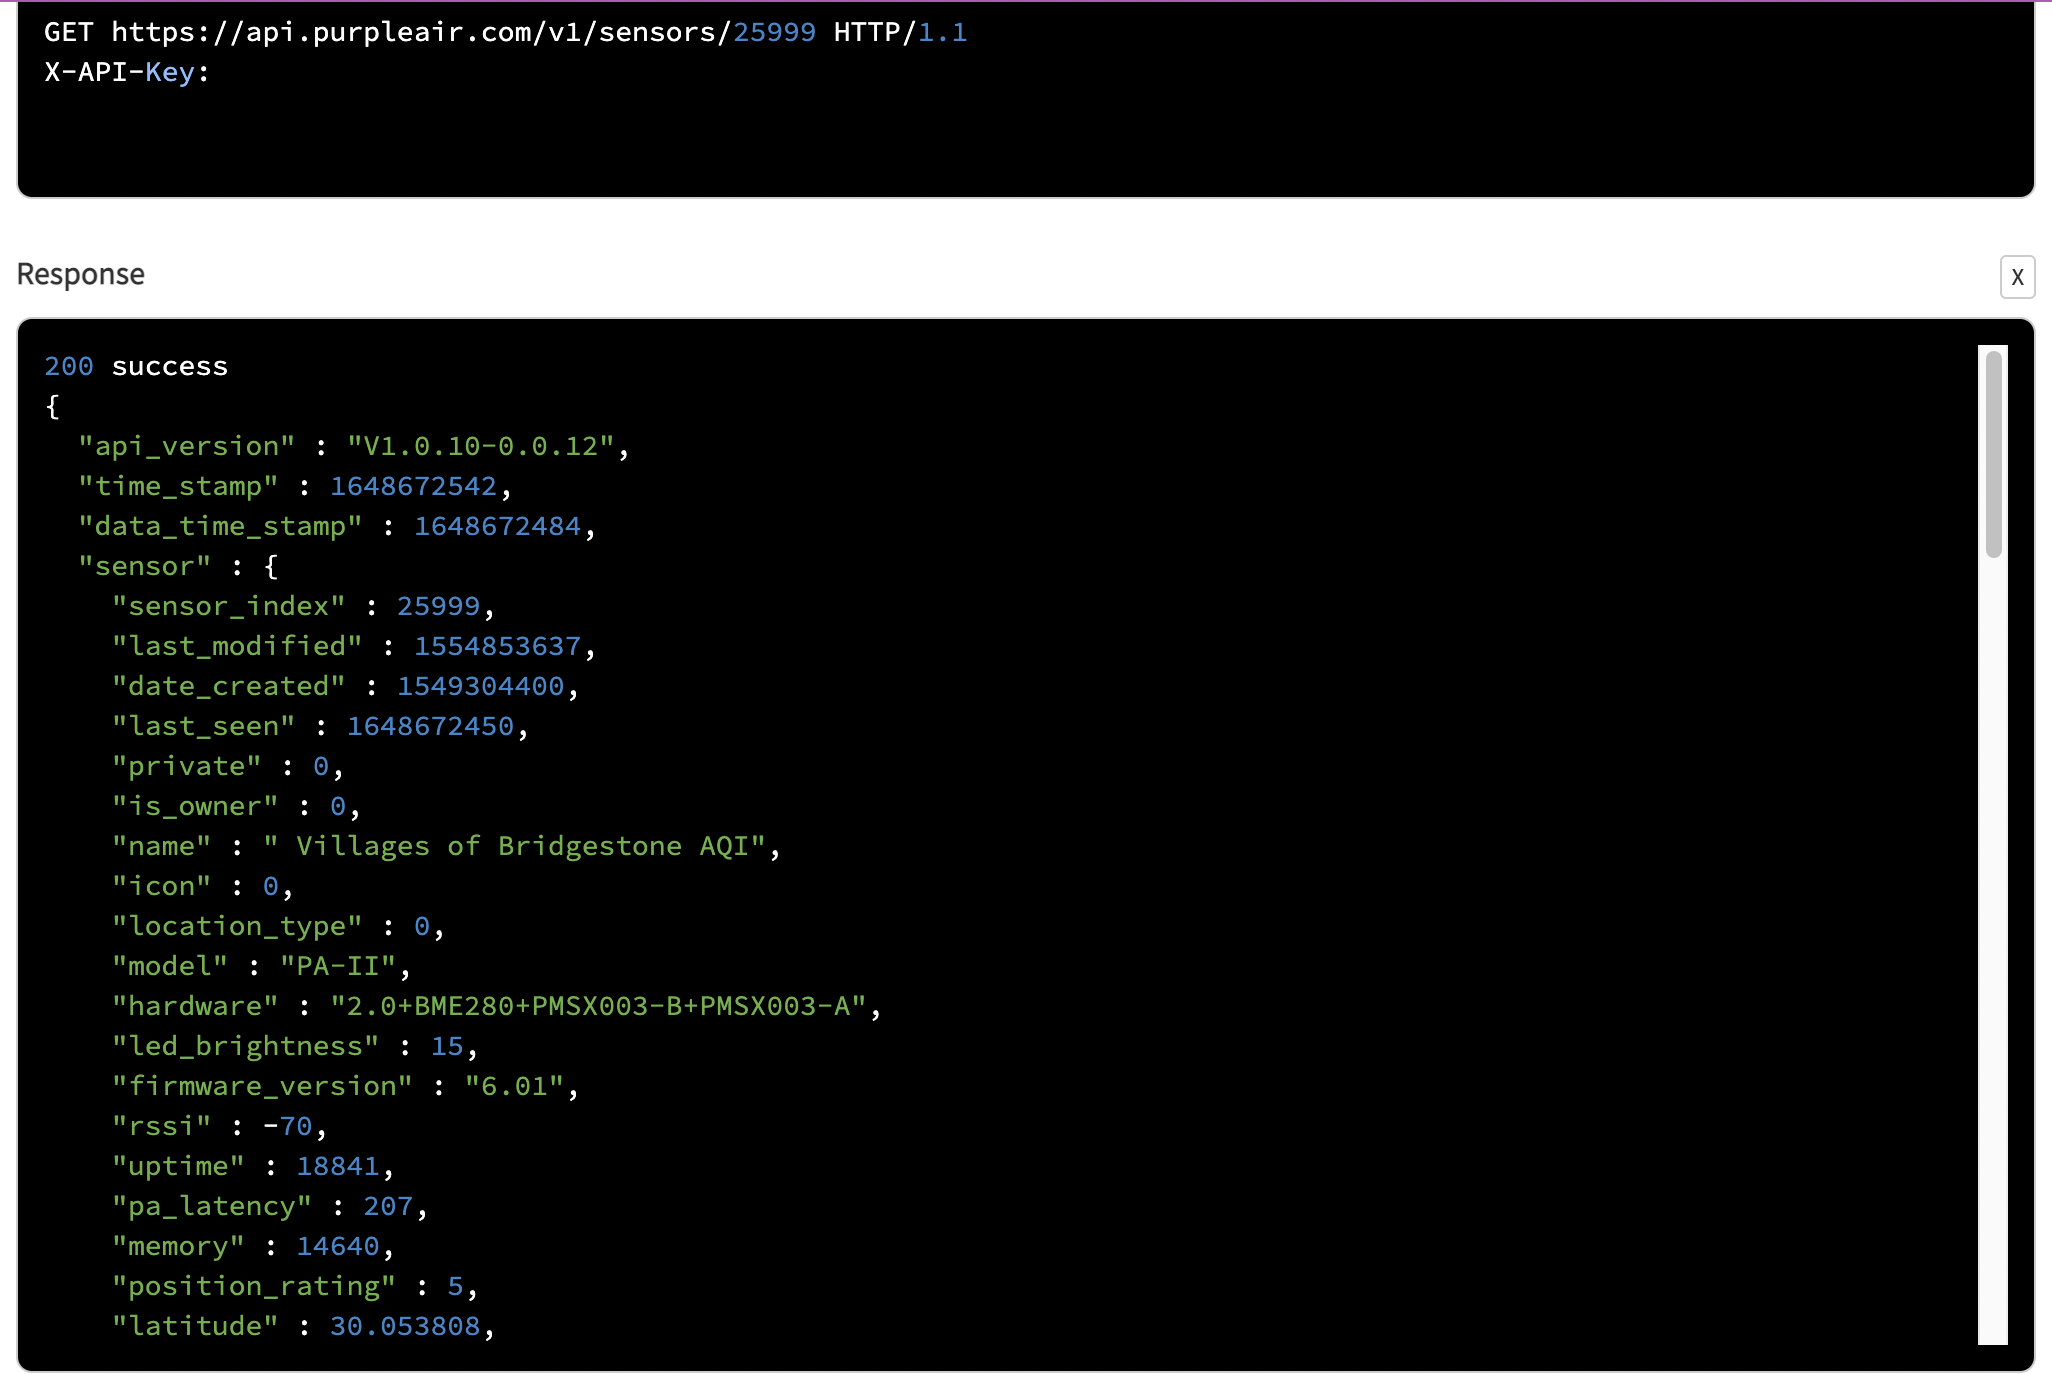 GET https://api.purpleair.com/v1/sensors/25999 HTTP/1.1
X-API-Key:
Response
X
200 success
{
  "api_version" : "V1.0.10-0.0.12",
  "time_stamp" : 1648672542,
  "data_time_stamp" : 1648672484,
  "sensor" : {
    "sensor_index" : 25999,
    "last_modified" : 1554853637,
    "date_created" : 1549304400,
    "last_seen" : 1648672450,
    "private" : 0,
    "is_owner" : 0,
    "name" : " Villages of Bridgestone AQI",
    "icon" : 0,
    "location_type" : 0,
    "model" : "PA-II",
    "hardware" : "2.0+BME280+PMSX003-B+PMSX003-A",
    "led_brightness" : 15,
    "firmware_version" : "6.01",
    "rssi" : -70,
    "uptime" : 18841,
    "pa_latency" : 207,
    "memory" : 14640,
    "position_rating" : 5,
    "latitude" : 30.053808,